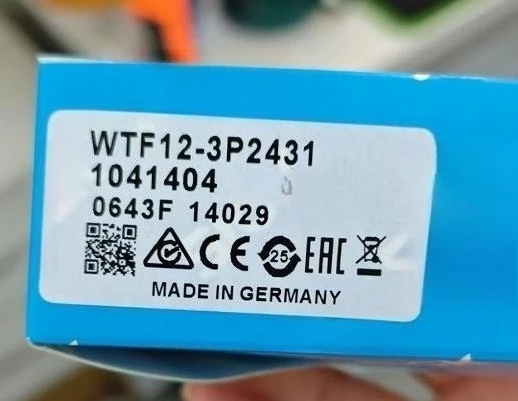 WTF12-3P2431
1041404
0643F 14029
CE 25 EAC
MADE IN GERMANY